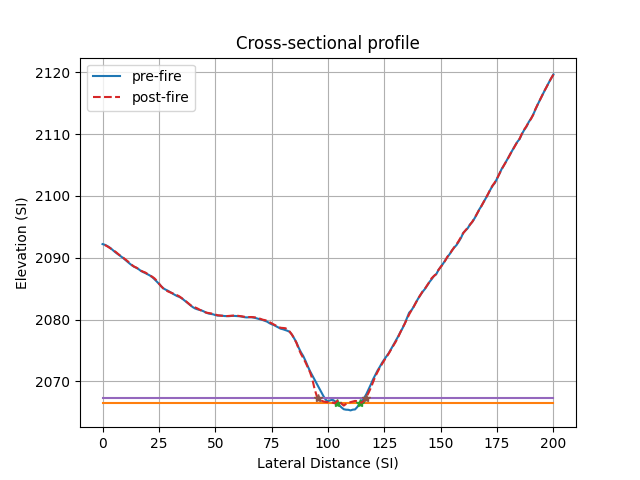 Cross-sectional profile
pre-fire
post-fire
Elevation (SI)
2120
2110
2100
2090
2080
2070
0 25 50 75 100 125 150 175 200
Lateral Distance (SI)